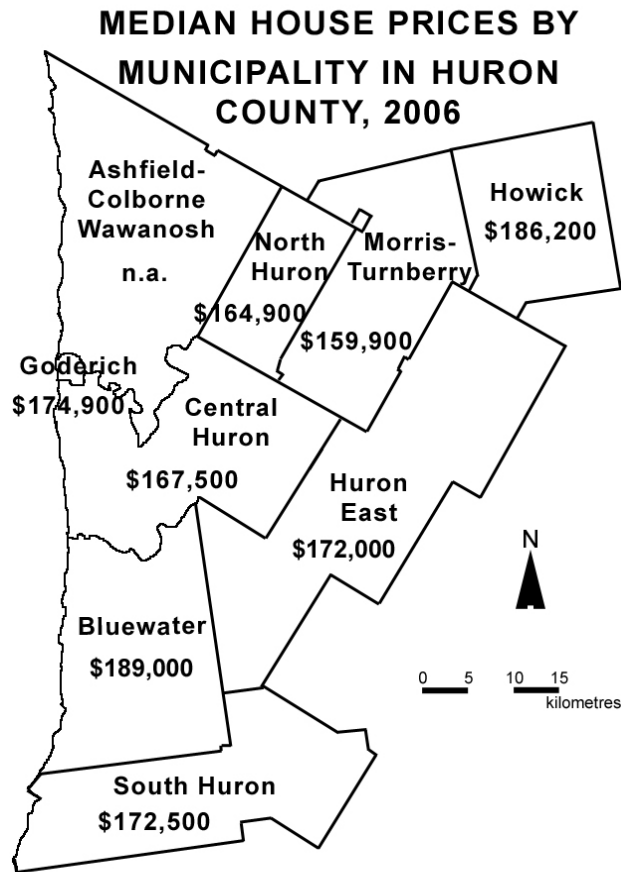 MEDIAN HOUSE PRICES BY
MUNICIPALITY IN HURON
COUNTY, 2006
Ashfield-
Colborne
Wawanosh
n.a.
North
Huron
$164,900
Morris-
Turnberry
$159,900
Howick
$186,200
Goderich
$174,900
Central
Huron
$167,500
Huron
East
$172,000
N
Bluewater
$189,000
0 5 10 15
kilometres
South Huron
$172,500